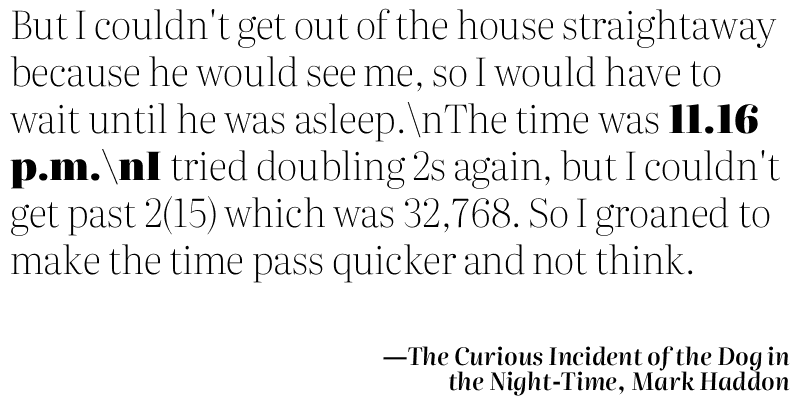 But I couldn't get out of the house straightaway
because he would see me, so I would have to
wait until he was asleep.\nThe time was 11.16
p.m.\nI tried doubling 2s again, but I couldn't
get past 2(15) which was 32,768. So I groaned to
make the time pass quicker and not think.
—The Curious Incident of the Dog in
the Night-Time, Mark Haddon